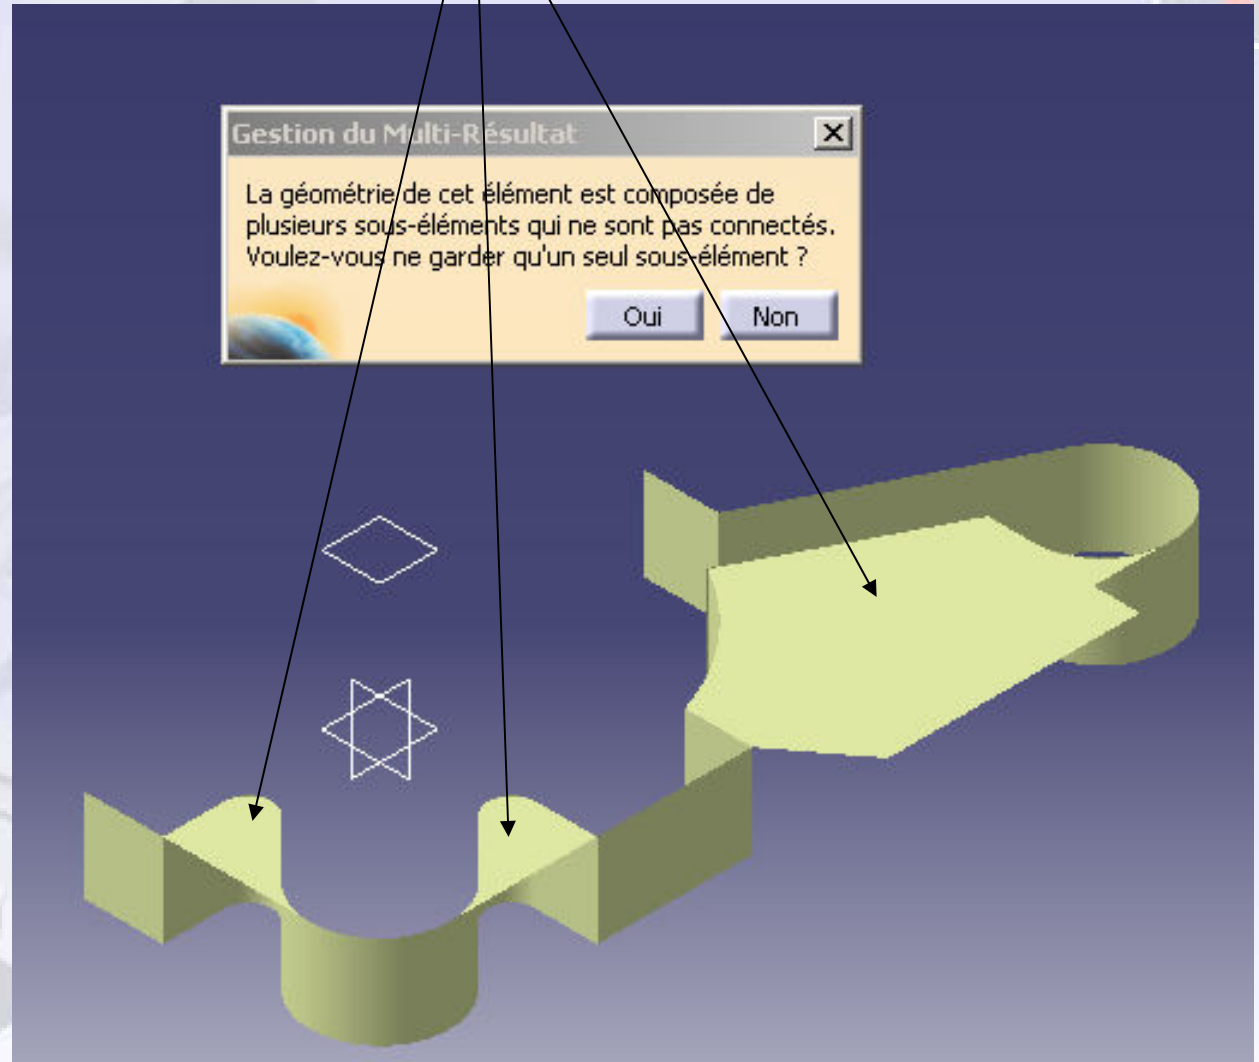 Gestion du Multi-Résultat
La géométrie de cet élément est composée de
plusieurs sous-éléments qui ne sont pas connectés.
Voulez-vous ne garder qu'un seul sous-élément ?
Oui Non